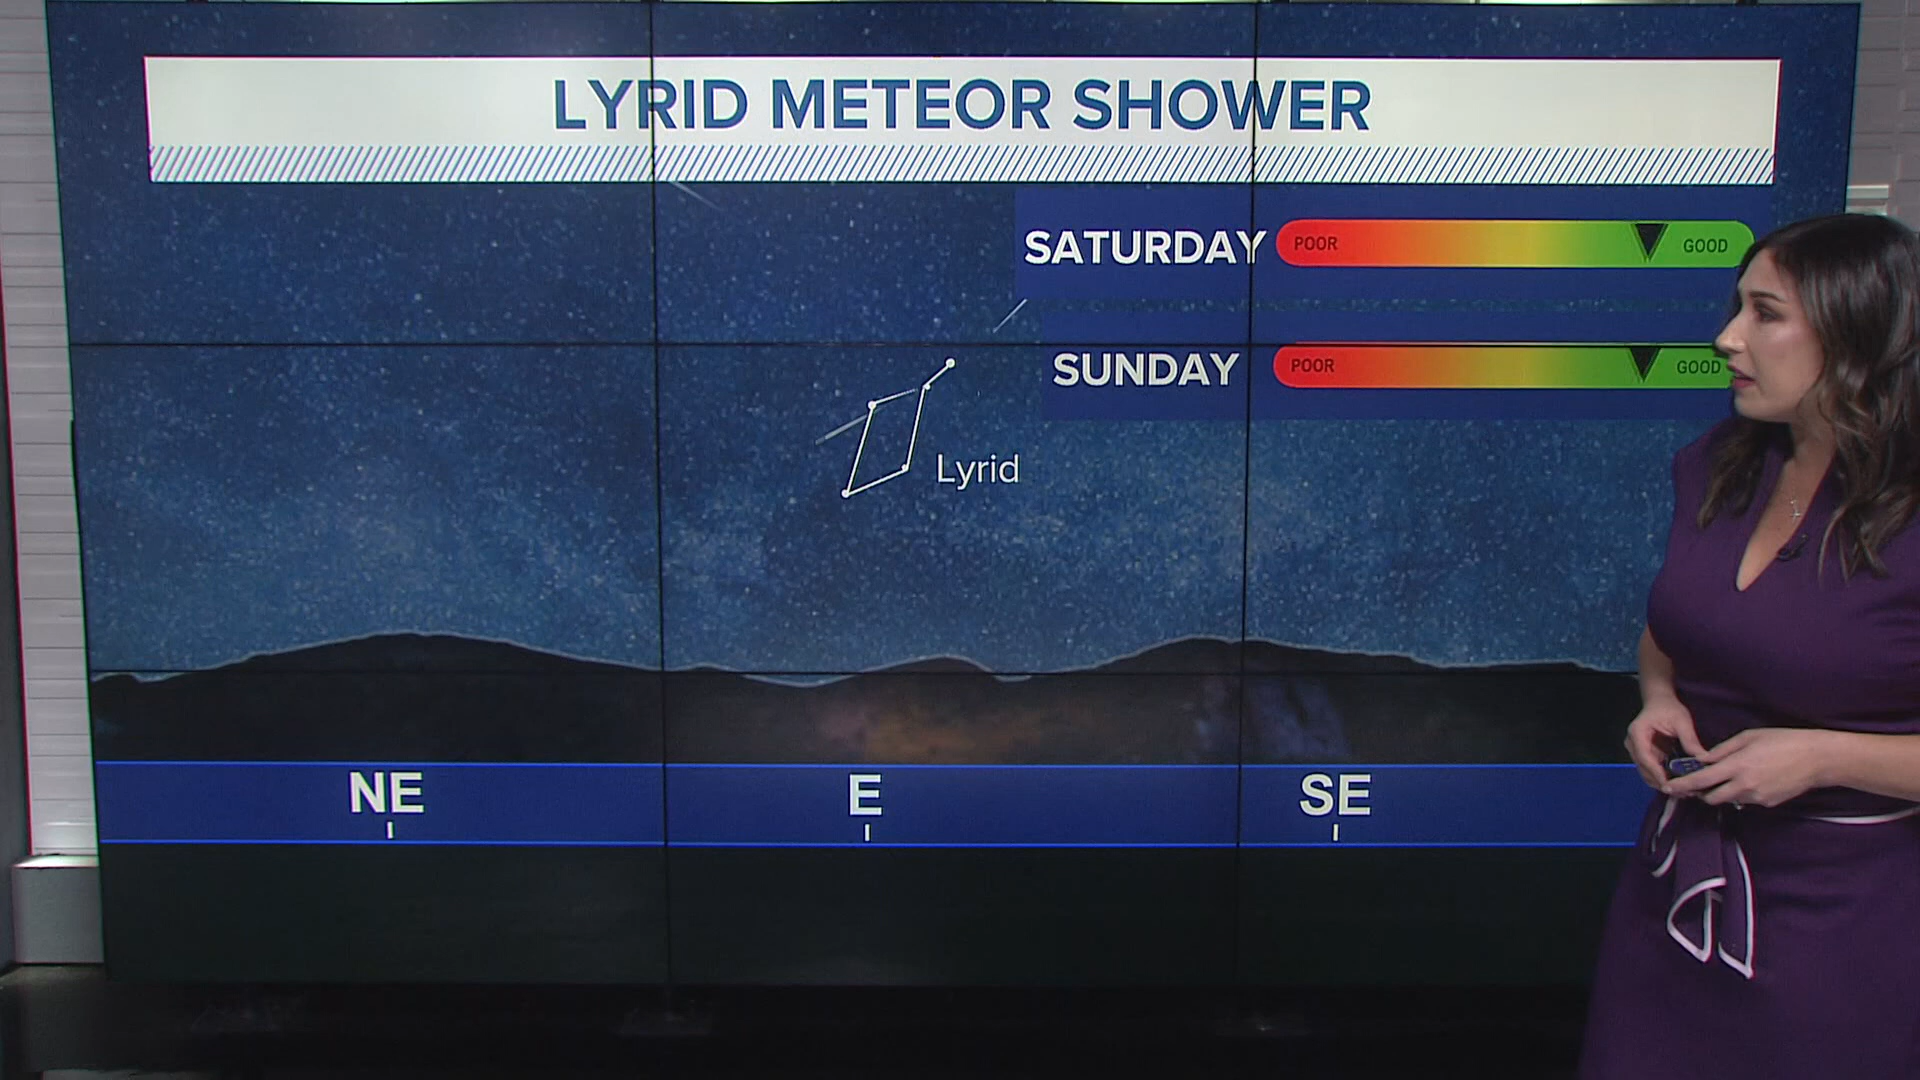 LYRID METEOR SHOWER
SATURDAY POOR GOOD
SUNDAY POOR GOOD
Lyrid
NE E SE